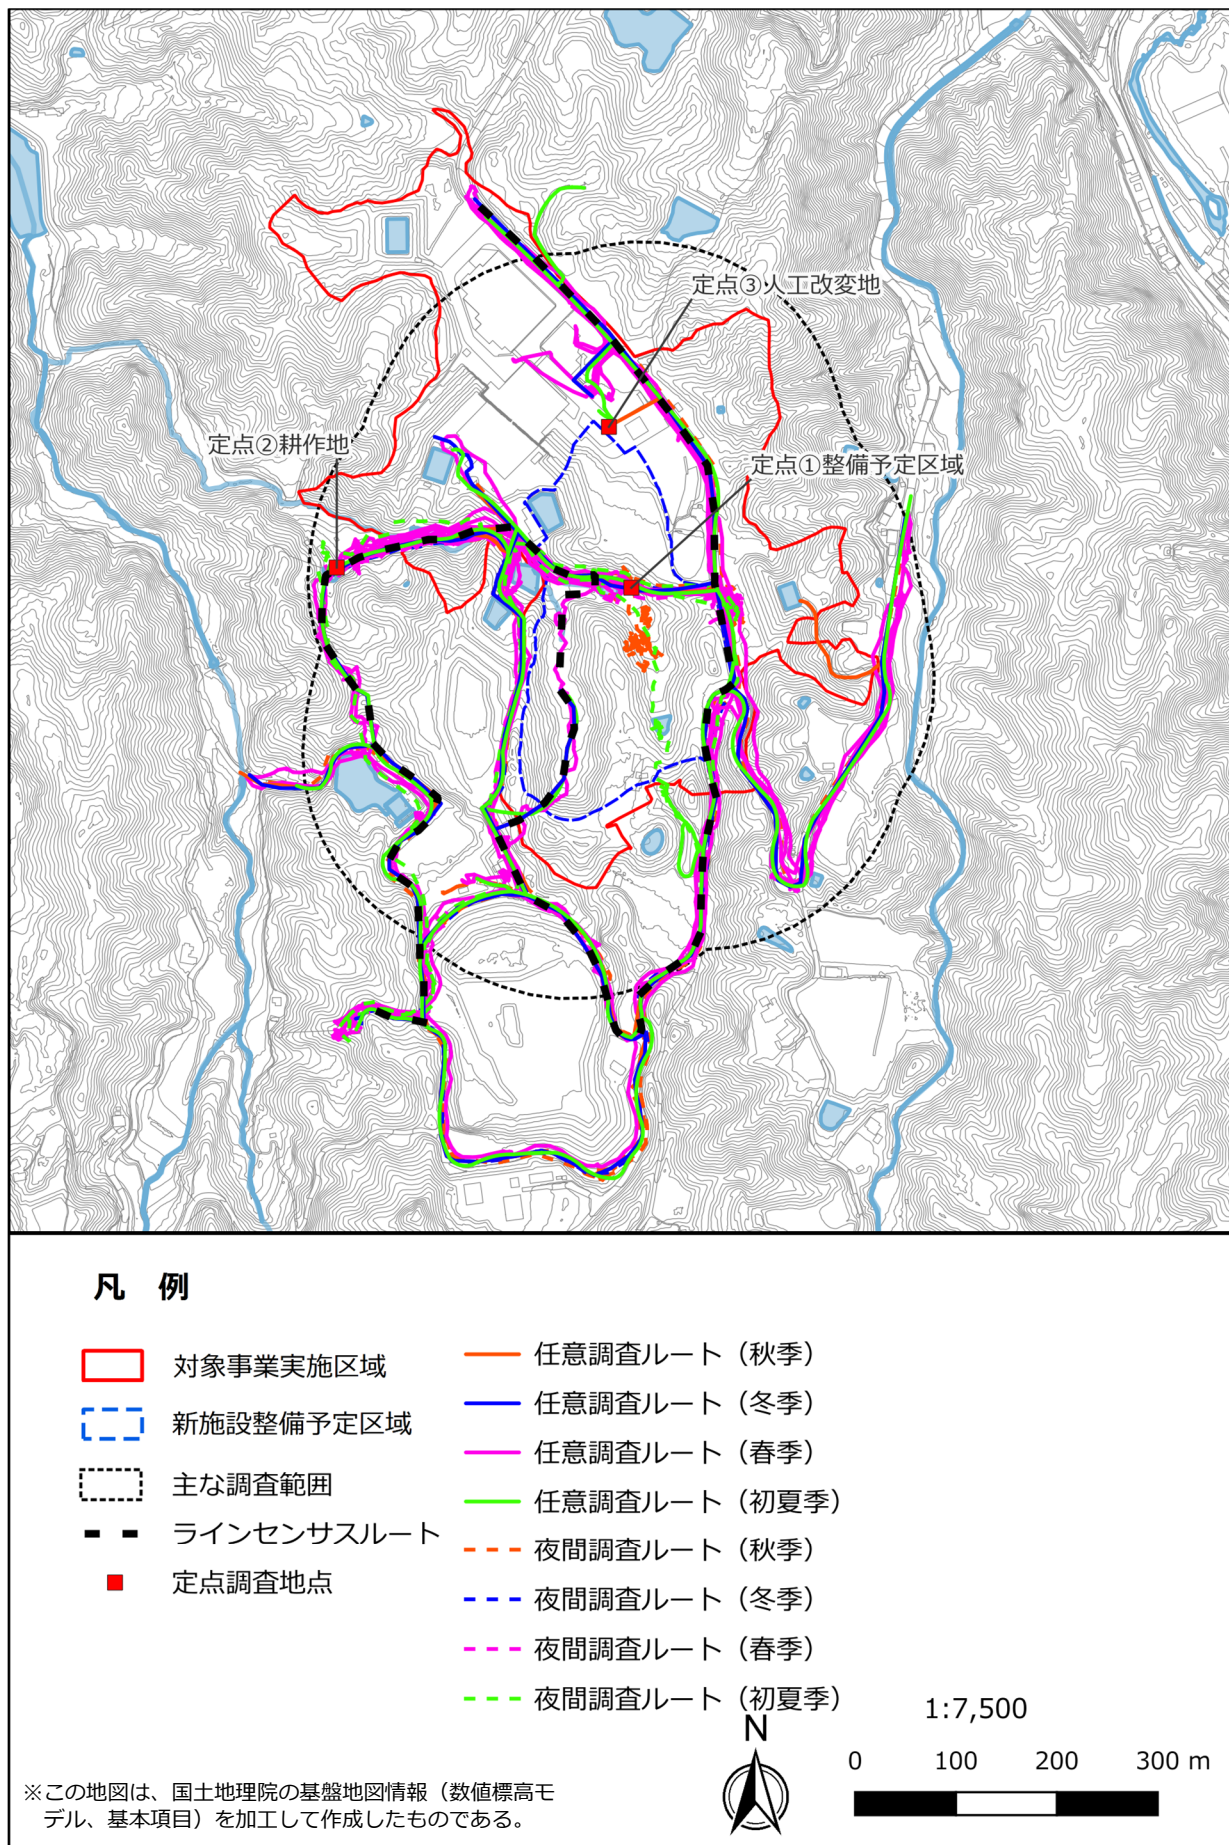 定点③人工改変地
定点②耕作地
定点①整備予定区域
凡 例
対象事業実施区域
新施設整備予定区域
主な調査範囲
ラインセンサスルート
定点調査地点
任意調査ルート（秋季）
任意調査ルート（冬季）
任意調査ルート（春季）
任意調査ルート（初夏季）
夜間調査ルート（秋季）
夜間調査ルート（冬季）
夜間調査ルート（春季）
夜間調査ルート（初夏季）
1:7,500
N
0 100 200 300 m
※この地図は、国土地理院の基盤地図情報（数値標高モ
デル、基本項目）を加工して作成したものである。